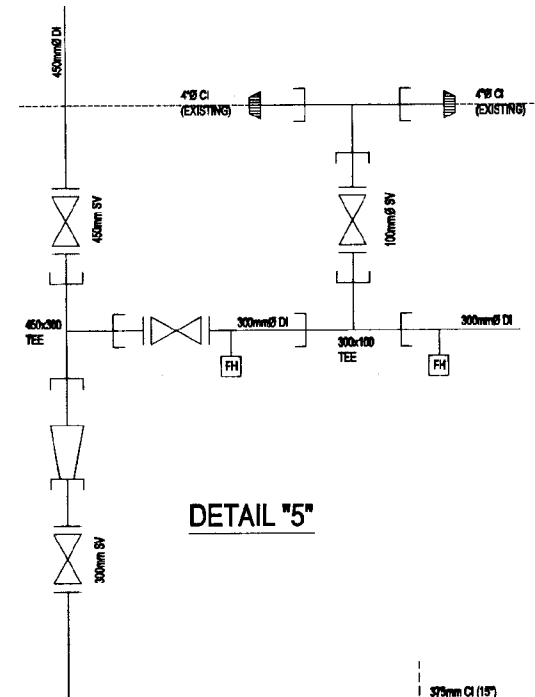 450mmØ DI
4"Ø CI
(EXISTING)
4"Ø CI
(EXISTING)
450mm SV
100mmØ SV
450x300
TEE
300mmØ DI
300x100
TEE
300mmØ DI
FH
FH
DETAIL "5"
300mm SV
375mm CI (15")